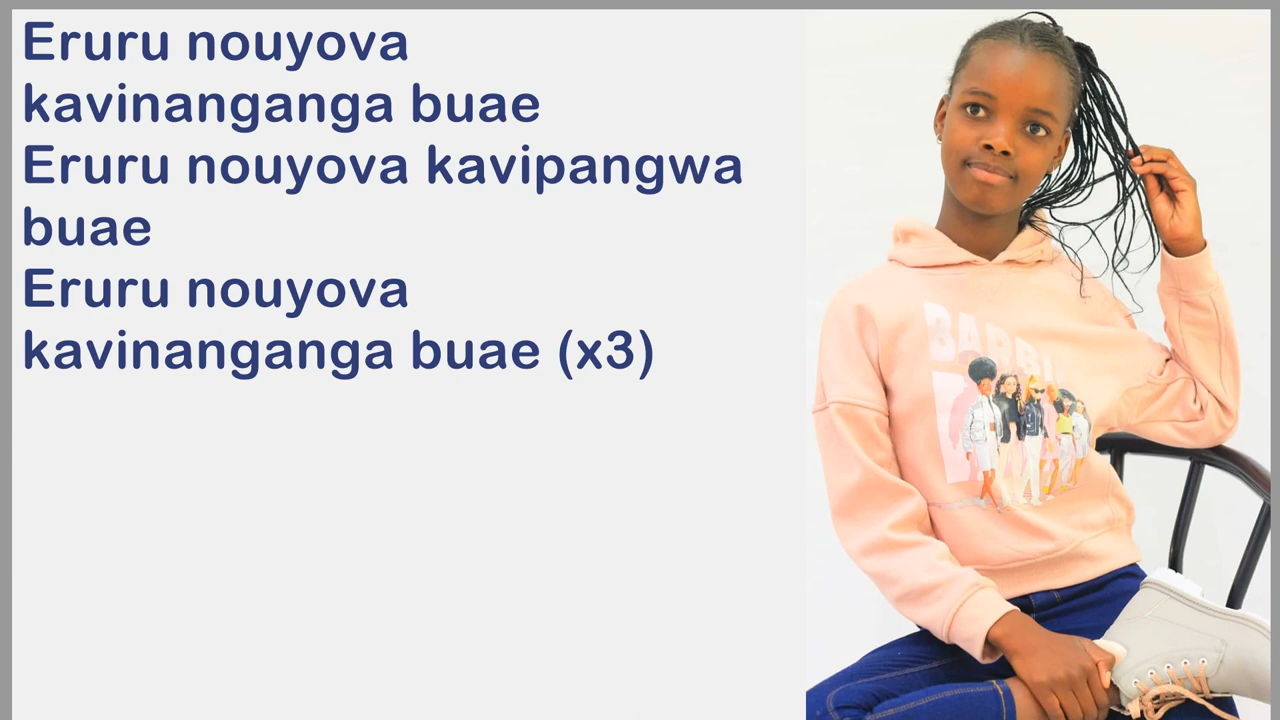 Eruru nouyova
kavinanganga buae
Eruru nouyova kavipangwa
buae
Eruru nouyova
kavinanganga buae (x3)